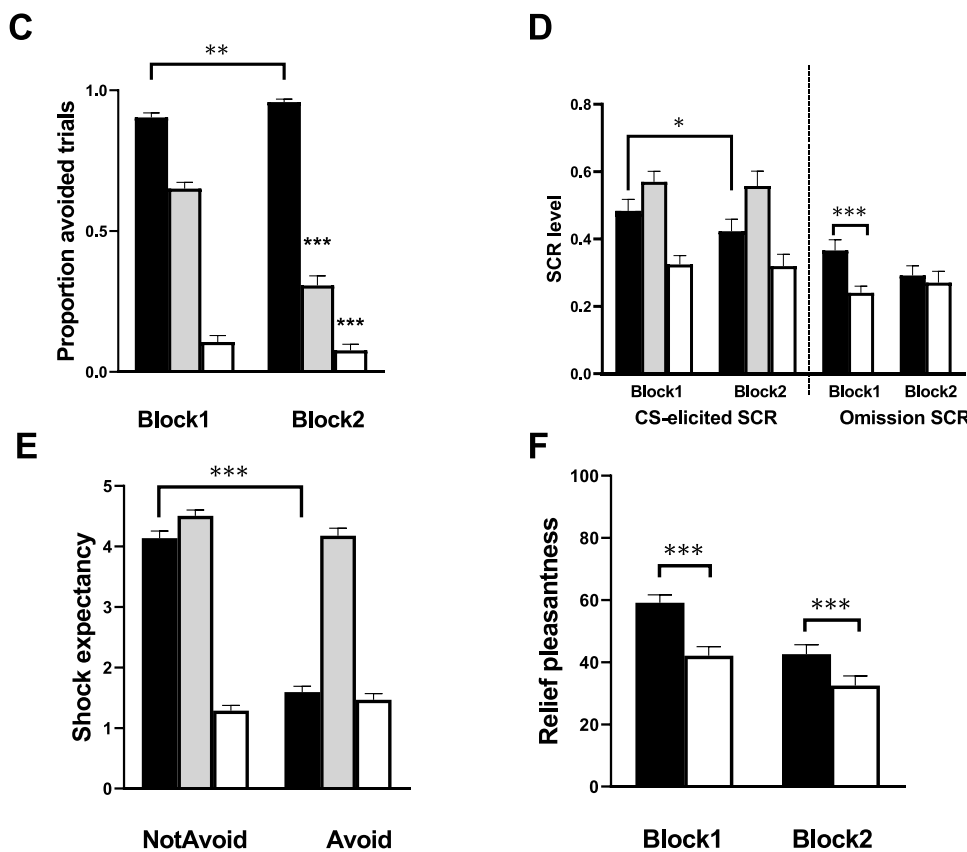 C
**
Proportion avoided trials
1.0
0.5
0.0
***
***
Block1
Block2
D
SCR level
0.8
0.6
0.4
0.2
0.0
*
***
Block1
Block2
Block1
Block2
CS-elicited SCR
Omission SCR
E
Shock expectancy
5
4
3
2
1
0
***
NotAvoid
Avoid
F
Relief pleasantness
100
80
60
40
20
0
***
***
Block1
Block2